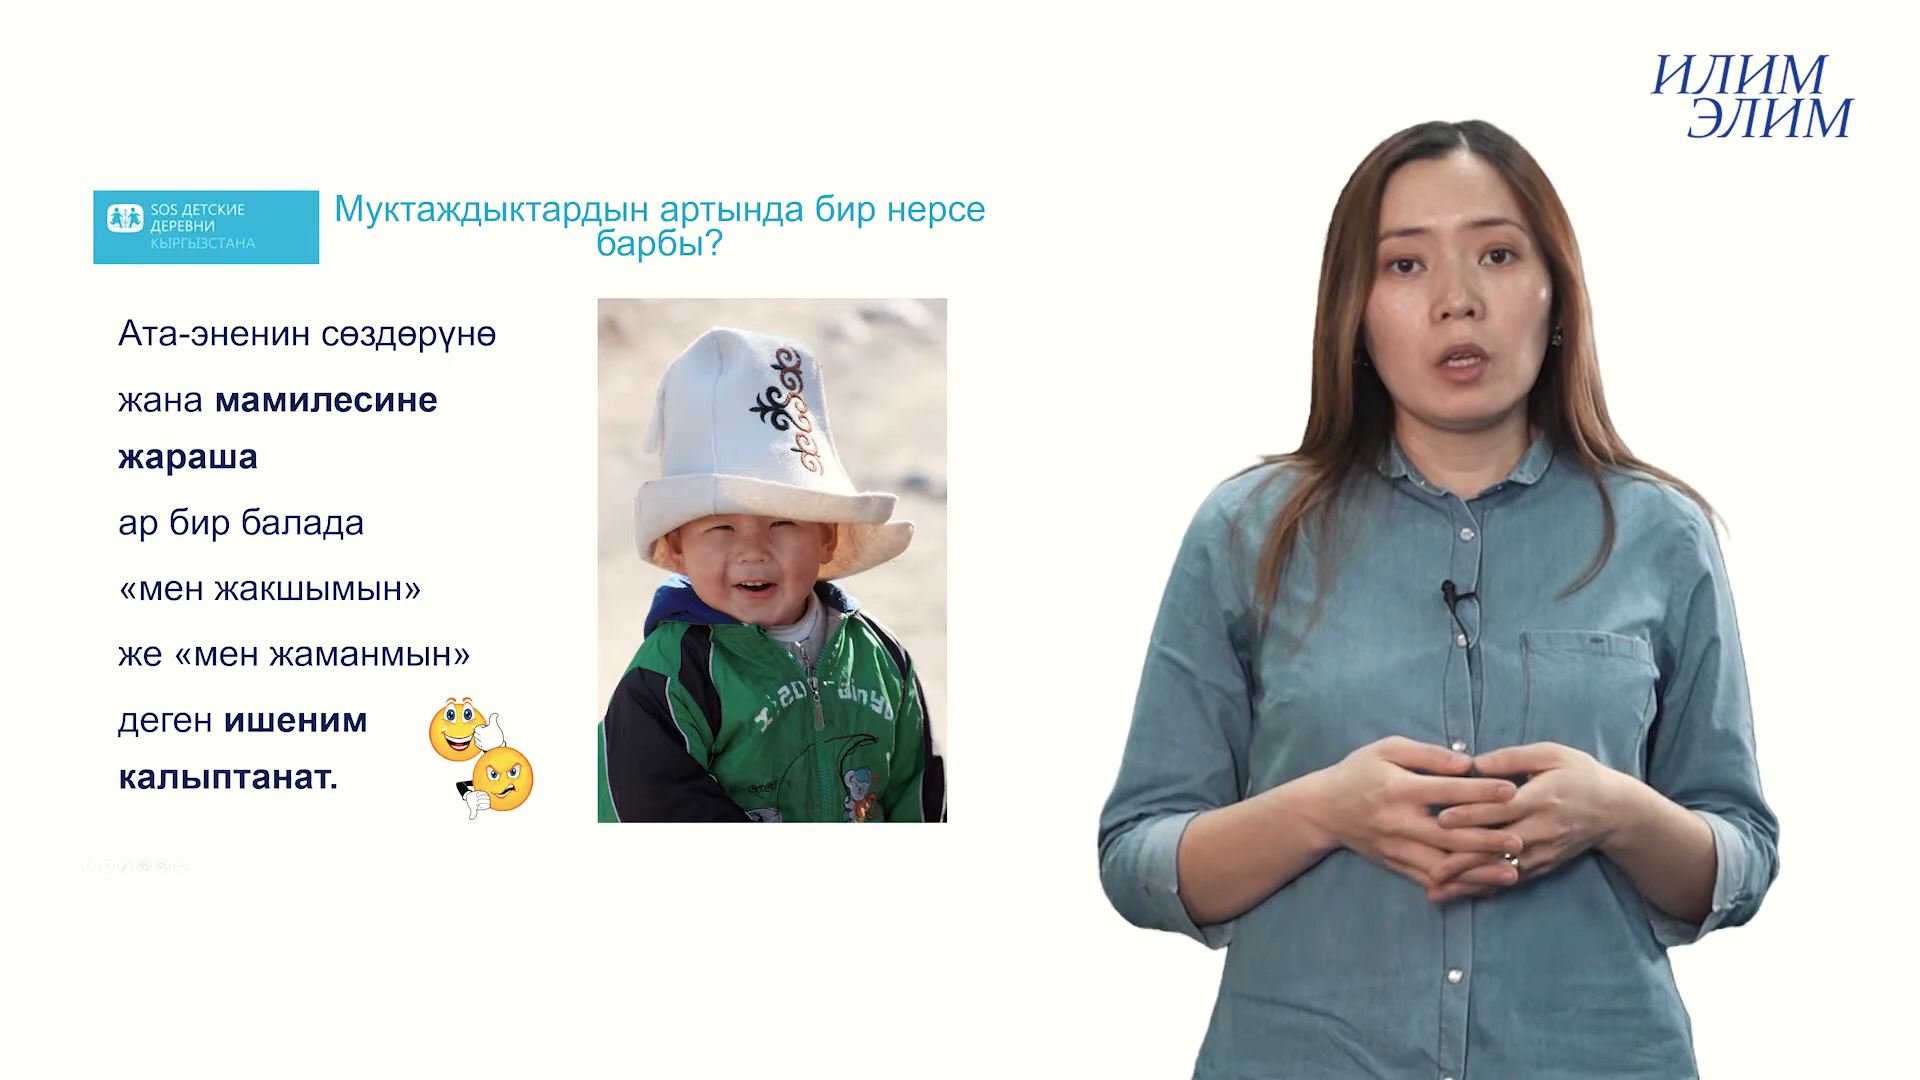 ИЛИМ
ЭЛИМ
SOS ДЕТСКИЕ
ДЕРЕВНИ
КЫРГЫЗСТАНА
Муктаждыктардын артында бир нерсе
барбы?
Ата-эненин сөздөрүнө
жана мамилесине
жараша
ар бир балада
«мен жакшымын»
же «мен жаманмын»
деген ишеним
калыптанат.